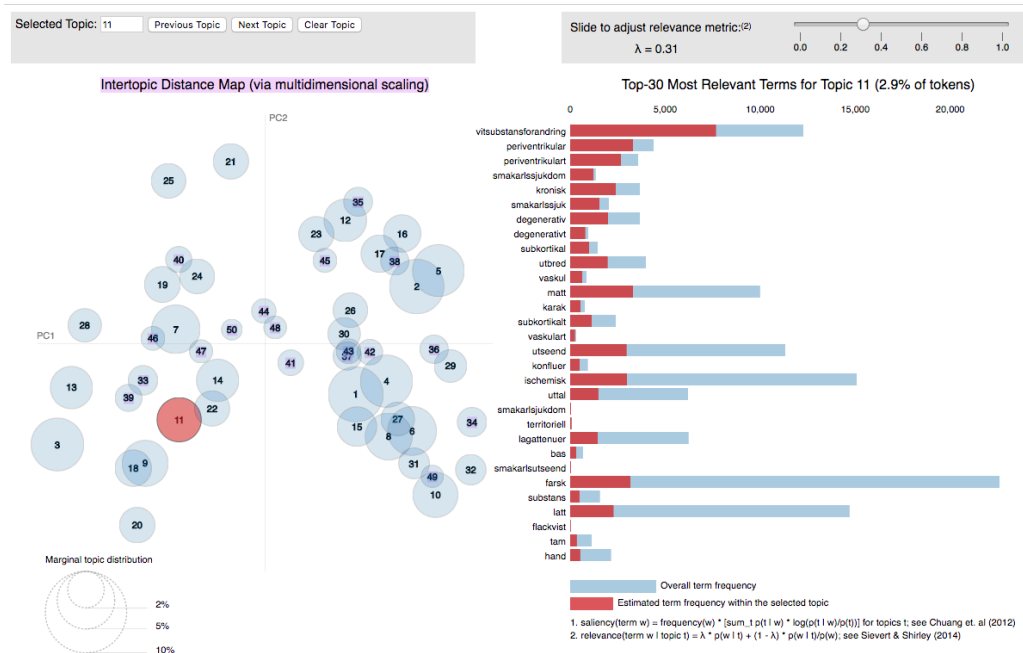 Selected Topic: 11 Previous Topic Next Topic Clear Topic
Slide to adjust relevance metric:(2)
λ = 0.31
0.0 0.2 0.4 0.6 0.8 1.0
Intertopic Distance Map (via multidimensional scaling)
PC2
PC1
21
25
35
12
23
16
17
38
45
5
2
40
24
19
44
26
28
7
50
48
46
30
47
43
37
42
36
41
29
33
14
4
13
39
1
22
11
27
34
15
8
6
3
18
9
31
32
49
10
20
Marginal topic distribution
2%
5%
10%
Top-30 Most Relevant Terms for Topic 11 (2.9% of tokens)
0 5,000 10,000 15,000 20,000
vitsubstansforandring
periventrikular
periventrikulart
smakarlssjukdom
kronisk
smakarlssjuk
degenerativ
degenerativt
subkortikal
utbred
vaskul
matt
karak
subkortikalt
vaskulart
utseend
konfluer
ischemisk
uttal
smakarlsjukdom
territoriell
lagattenuer
bas
smakarlsutseend
farsk
substans
latt
flackvist
tam
hand
Overall term frequency
Estimated term frequency within the selected topic
1. saliency(term w) = frequency(w) * [sum_t p(t | w) * log(p(t | w)/p(t))] for topics t; see Chuang et. al (2012)
2. relevance(term w | topic t) = λ * p(w | t) + (1 - λ) * p(w | t)/p(w); see Sievert & Shirley (2014)